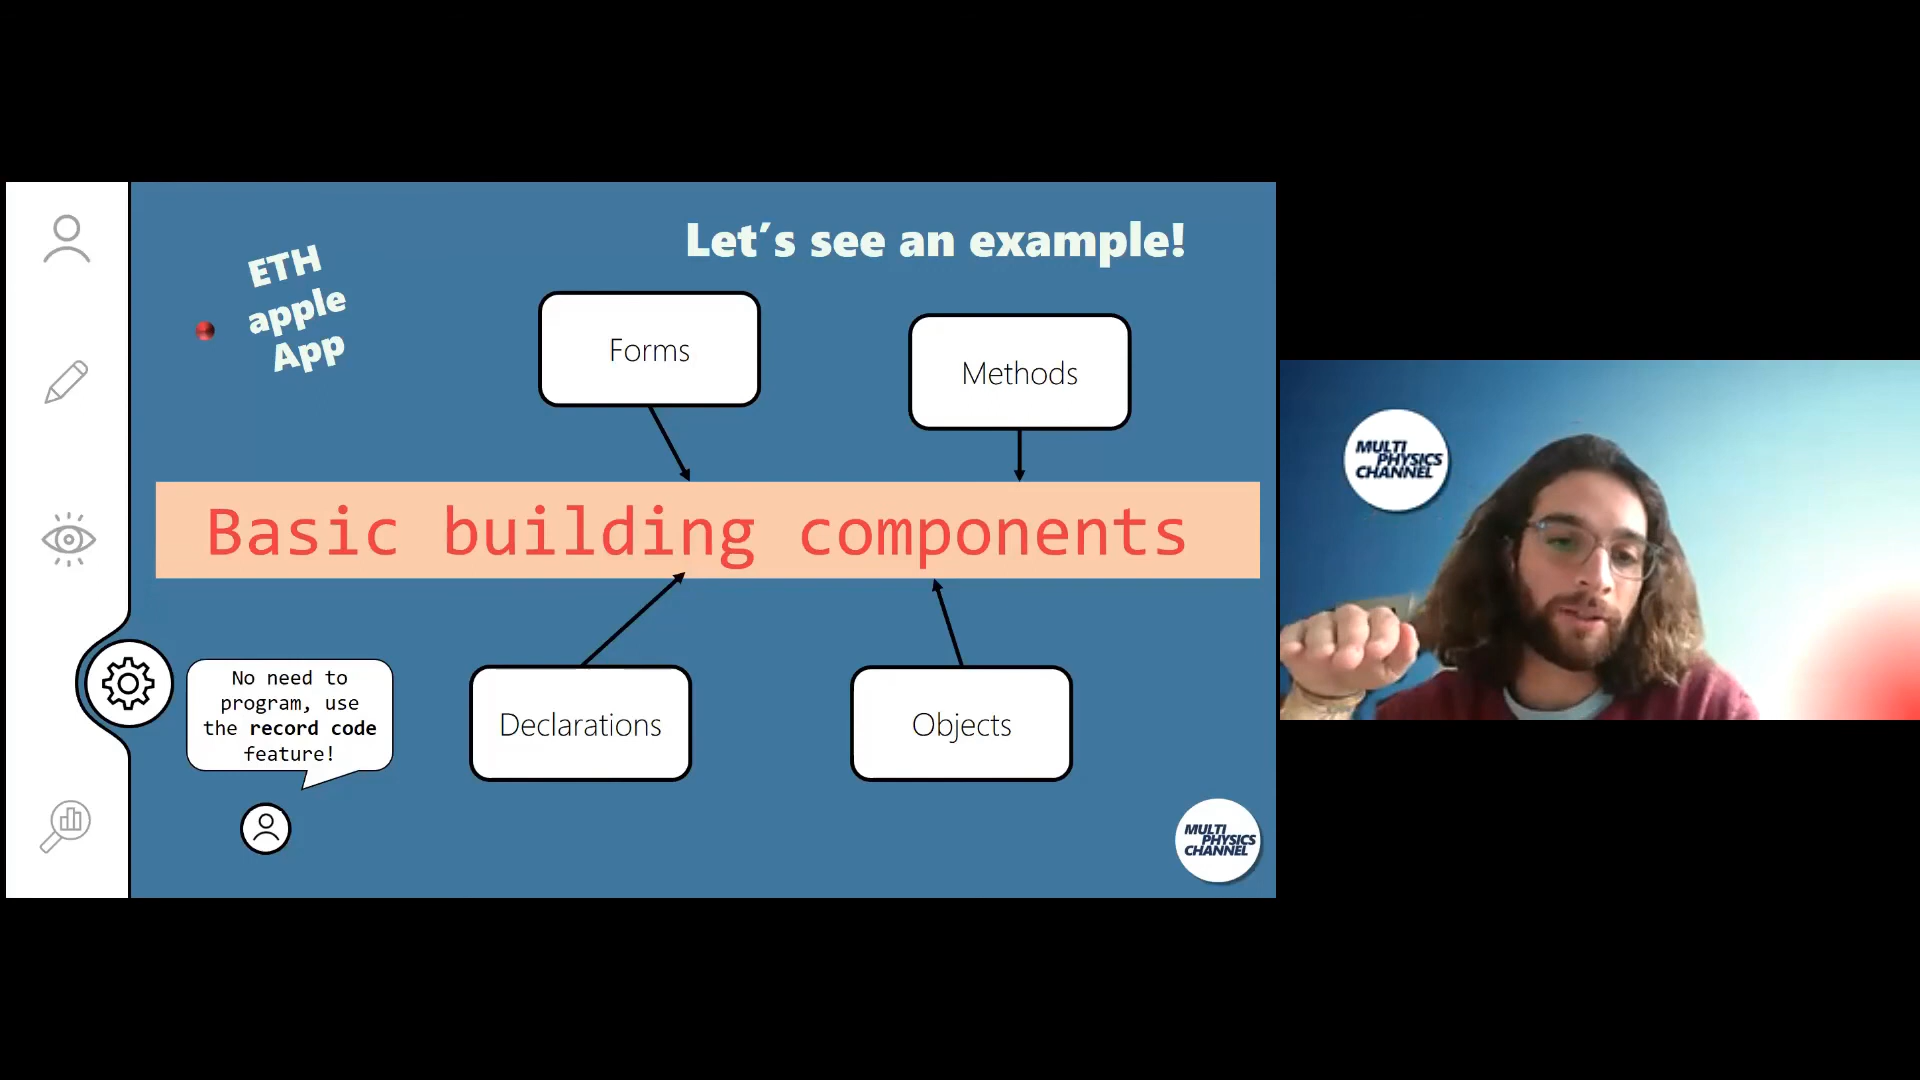 Let´s see an example!
ETH
apple
App
Forms
Methods
Basic building components
Declarations
Objects
No need to
program, use
the record code
feature!
MULTI
PHYSICS
CHANNEL
MULTI
PHYSICS
CHANNEL